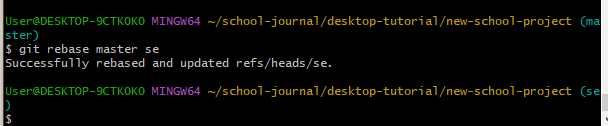 User@DESKTOP-9CTKOKO MINGW64 ~/school-journal/desktop-tutorial/new-school-project (ma
ster)
$ git rebase master se
Successfully rebased and updated refs/heads/se.
User@DESKTOP-9CTKOKO MINGW64 ~/school-journal/desktop-tutorial/new-school-project (se
)
$